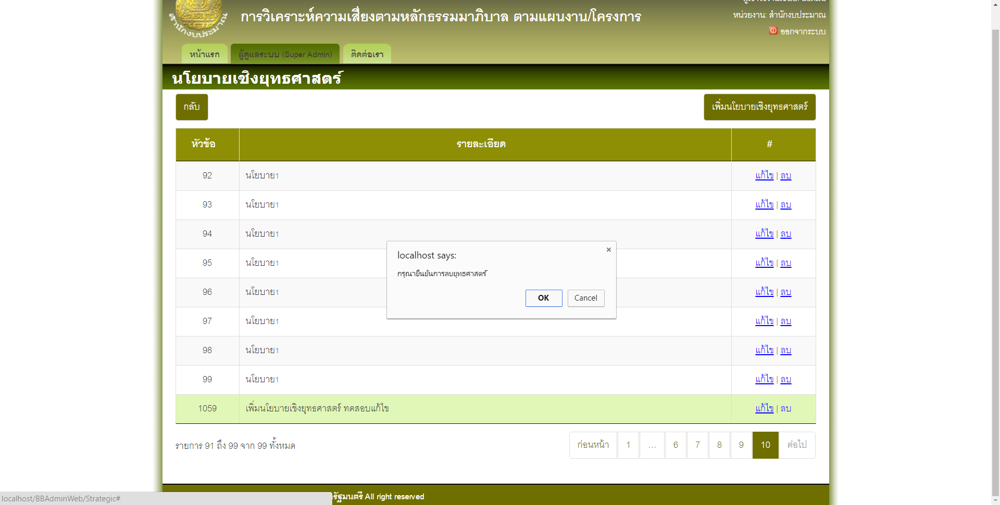 การวิเคราะห์ความเสี่ยงตามหลักธรรมมาภิบาล ตามแผนงาน/โครงการ
หน่วยงาน: สำนักงบประมาณ
ออกจากระบบ
สำนักงบประมาณ
หน้าแรก
ผู้ดูแลระบบ (Super Admin)
ติดต่อเรา
นโยบายเชิงยุทธศาสตร์
กลับ
เพิ่มนโยบายเชิงยุทธศาสตร์
หัวข้อ รายละเอียด #
92 นโยบาย1 แก้ไข | ลบ
93 นโยบาย1 แก้ไข | ลบ
94 นโยบาย1 แก้ไข | ลบ
95 นโยบาย1 แก้ไข | ลบ
96 นโยบาย1 แก้ไข | ลบ
97 นโยบาย1 แก้ไข | ลบ
98 นโยบาย1 แก้ไข | ลบ
99 นโยบาย1 แก้ไข | ลบ
1059 เพิ่มนโยบายเชิงยุทธศาสตร์ ทดสอบแก้ไข แก้ไข | ลบ
localhost says:
×
กรุณายืนยันการลบยุทธศาสตร์
OK Cancel
รายการ 91 ถึง 99 จาก 99 ทั้งหมด
ก่อนหน้า 1 … 6 7 8 9 10 ต่อไป
รัฐมนตรี All right reserved
localhost/BBAdminWeb/Strategic#